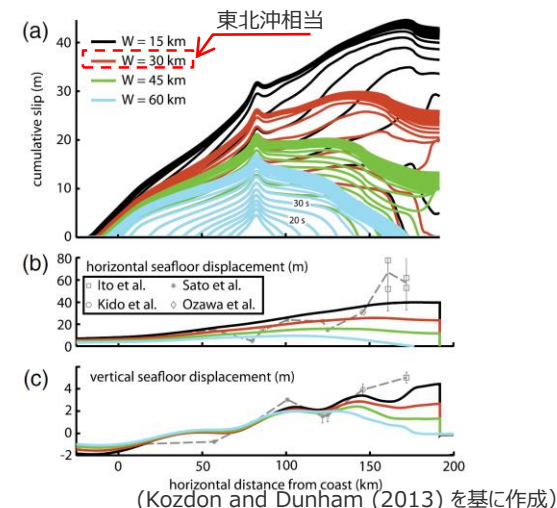 東北沖相当
(a)
40
30
20
10
0
cumulative slip (m)
W = 15 km
W = 30 km
W = 45 km
W = 60 km
30 s
20 s
(b)
80
60
40
20
0
horizontal seafloor displacement (m)
Ito et al.
Sato et al.
Kido et al.
Ozawa et al.
(c)
6
4
2
0
-2
vertical seafloor displacement (m)
0 50 100 150 200
horizontal distance from coast (km)
(Kozdon and Dunham (2013) を基に作成)